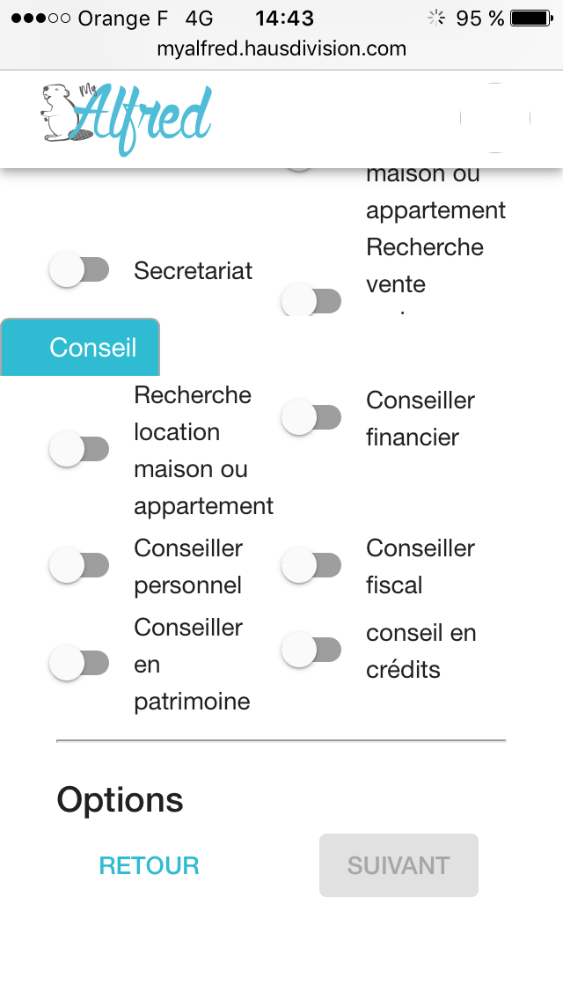 Orange F 4G 14:43 95 %
myalfred.hausdivision.com
My Alfred
maison ou
appartement
Secretariat
Recherche
vente
Conseil
Recherche
location
maison ou
appartement
Conseiller
financier
Conseiller
personnel
Conseiller
fiscal
Conseiller
en
patrimoine
conseil en
crédits
Options
RETOUR
SUIVANT